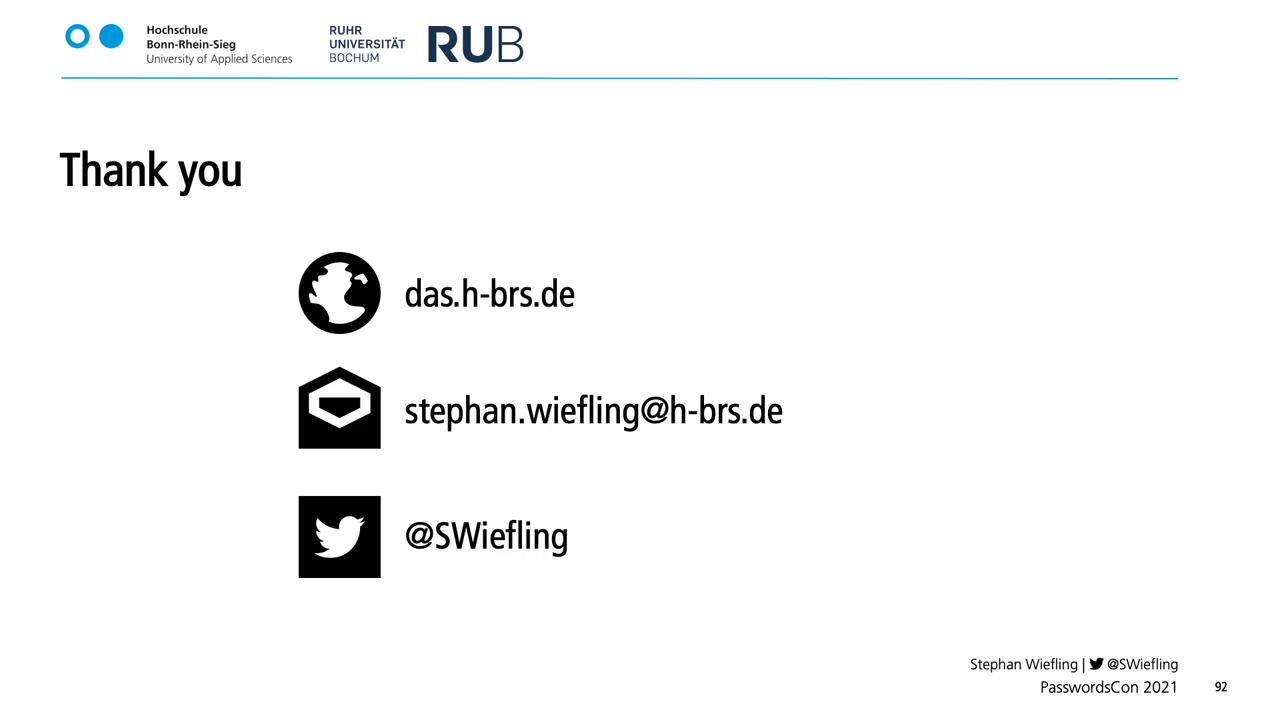 Hochschule
Bonn-Rhein-Sieg
University of Applied Sciences
RUHR
UNIVERSITÄT
BOCHUM
RUB
Thank you
das.h-brs.de
stephan.wiefling@h-brs.de
@SWiefling
Stephan Wiefling | @SWiefling
PasswordsCon 2021
92